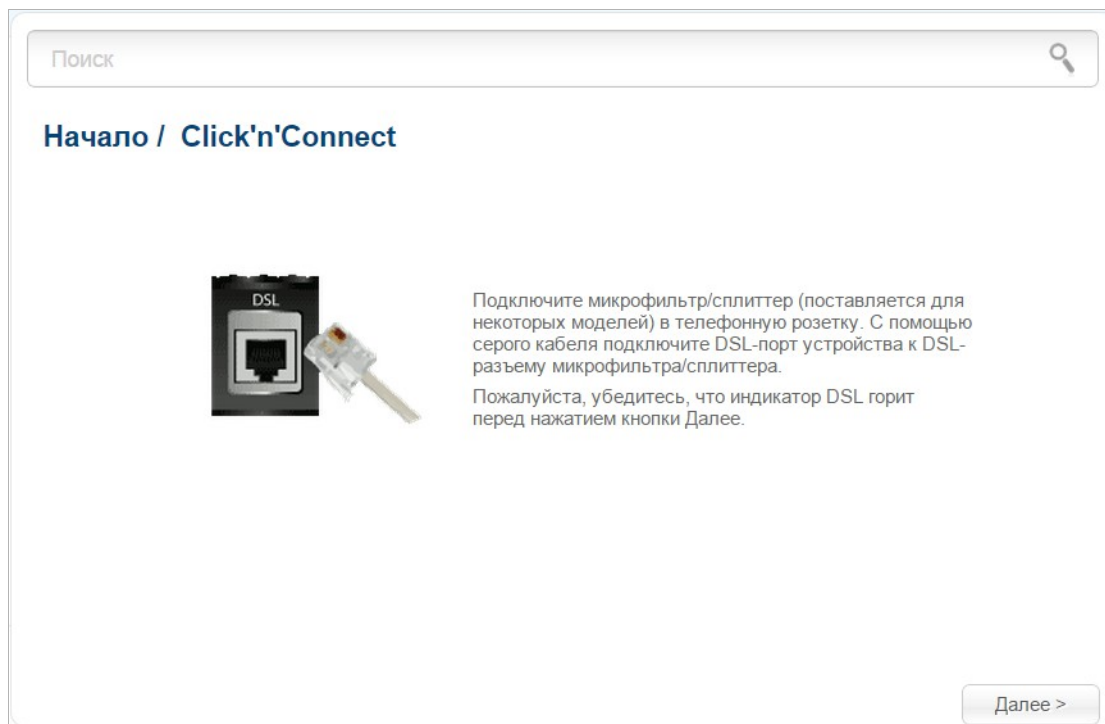 Поиск
Начало / Click'n'Connect
DSL
Подключите микрофильтр/сплиттер (поставляется для
некоторых моделей) в телефонную розетку. С помощью
серого кабеля подключите DSL-порт устройства к DSL-
разъему микрофильтра/сплиттера.
Пожалуйста, убедитесь, что индикатор DSL горит
перед нажатием кнопки Далее.
Далее >